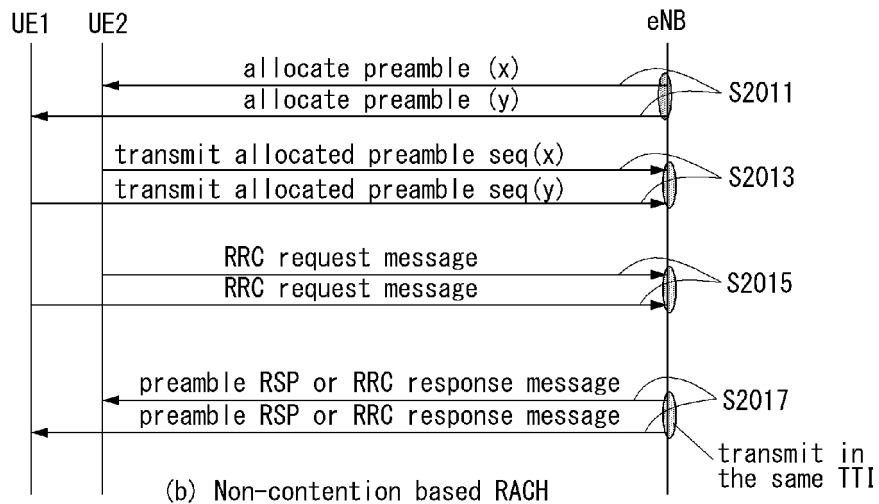 UE1 UE2 eNB
allocate preamble (x)
allocate preamble (y)
S2011
transmit allocated preamble seq(x)
transmit allocated preamble seq(y)
S2013
RRC request message
RRC request message
S2015
preamble RSP or RRC response message
preamble RSP or RRC response message
S2017
transmit in
the same TTI
(b) Non-contention based RACH